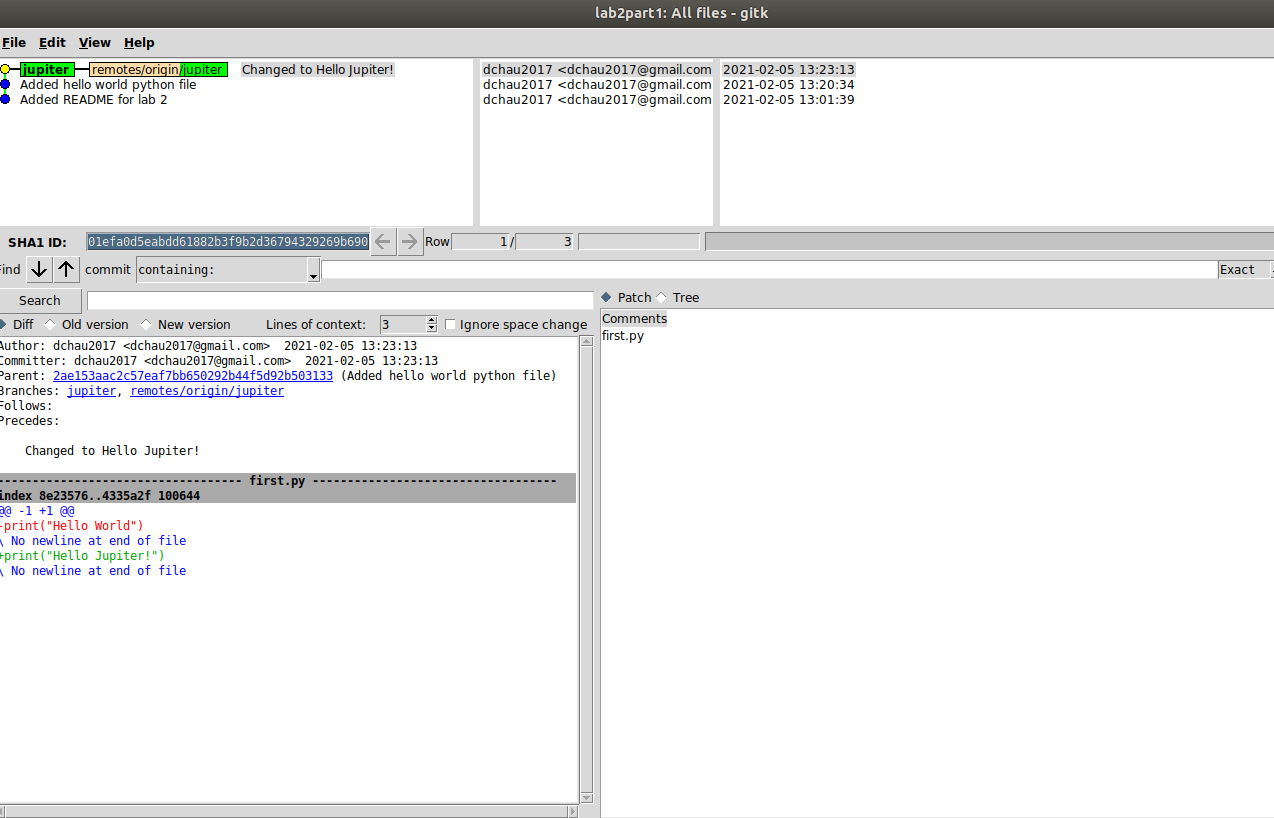 lab2part1: All files - gitk
File Edit View Help
jupiter remotes/origin/jupiter Changed to Hello Jupiter! dchau2017 <dchau2017@gmail.com 2021-02-05 13:23:13
Added hello world python file dchau2017 <dchau2017@gmail.com 2021-02-05 13:20:34
Added README for lab 2 dchau2017 <dchau2017@gmail.com 2021-02-05 13:01:39
SHA1 ID: 01efa0d5eabdd61882b3f9b2d36794329269b690 Row 1 / 3
Find commit containing: Exact
Search
Patch Tree
Diff Old version New version Lines of context: 3 Ignore space change
Comments
first.py
Author: dchau2017 <dchau2017@gmail.com> 2021-02-05 13:23:13
Committer: dchau2017 <dchau2017@gmail.com> 2021-02-05 13:23:13
Parent: 2ae153aac2c57eaf7bb650292b44f5d92b503133 (Added hello world python file)
Branches: jupiter, remotes/origin/jupiter
Follows:
Precedes:
Changed to Hello Jupiter!
---------------------------------- first.py ----------------------------------
index 8e23576..4335a2f 100644
@@ -1 +1 @@
-print("Hello World")
\ No newline at end of file
+print("Hello Jupiter!")
\ No newline at end of file